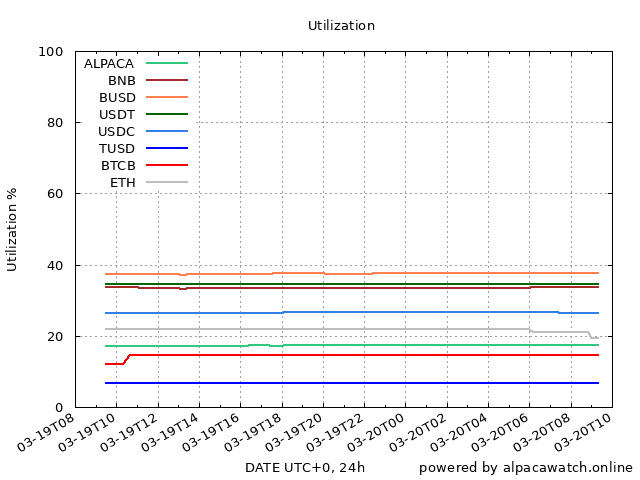 Utilization
100
80
60
40
20
0
Utilization %
ALPACA
BNB
BUSD
USDT
USDC
TUSD
BTCB
ETH
03-19T08
03-19T10
03-19T12
03-19T14
03-19T16
03-19T18
03-19T20
03-19T22
03-20T00
03-20T02
03-20T04
03-20T06
03-20T08
03-20T10
DATE UTC+0, 24h
powered by alpacawatch.online